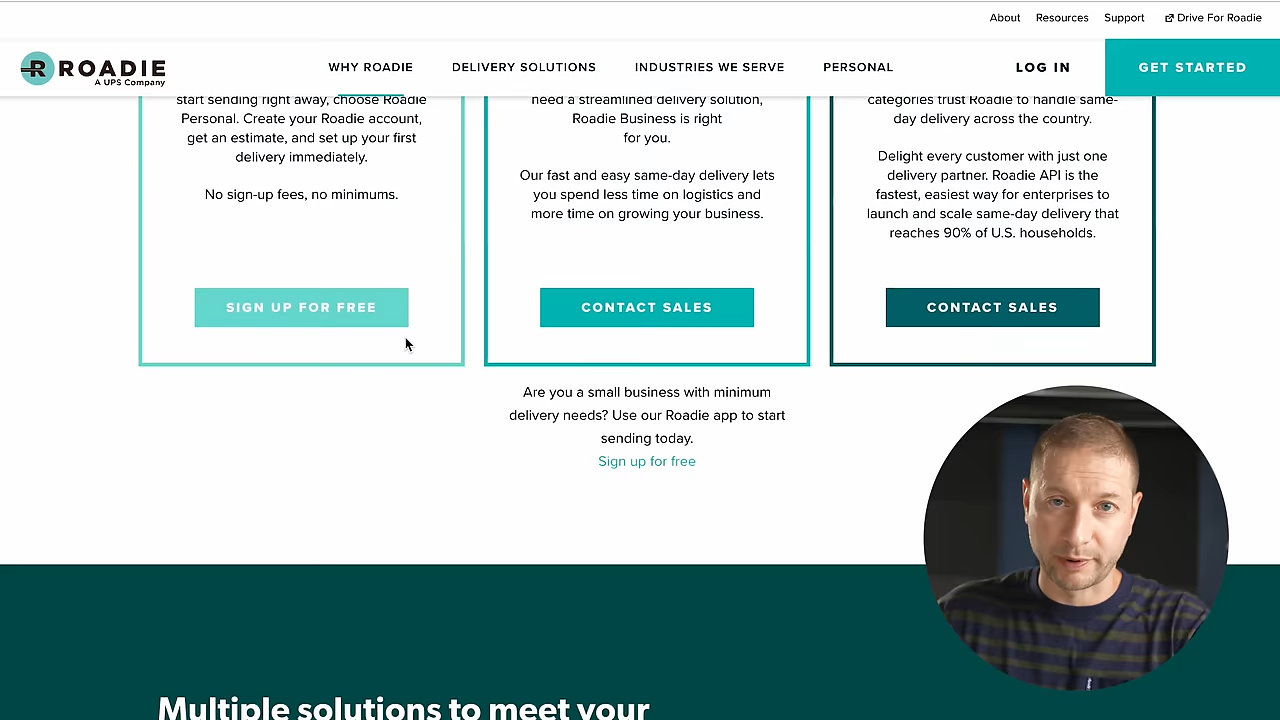 About Resources Support Drive For Roadie
R ROADIE
A UPS Company
WHY ROADIE DELIVERY SOLUTIONS INDUSTRIES WE SERVE PERSONAL LOG IN GET STARTED
start sending right away, choose Roadie
Personal. Create your Roadie account,
get an estimate, and set up your first
delivery immediately.
No sign-up fees, no minimums.
SIGN UP FOR FREE
need a streamlined delivery solution,
Roadie Business is right
for you.
Our fast and easy same-day delivery lets
you spend less time on logistics and
more time on growing your business.
CONTACT SALES
Are you a small business with minimum
delivery needs? Use our Roadie app to start
sending today.
Sign up for free
categories trust Roadie to handle same-
day delivery across the country.
Delight every customer with just one
delivery partner. Roadie API is the
fastest, easiest way for enterprises to
launch and scale same-day delivery that
reaches 90% of U.S. households.
CONTACT SALES
Multiple solutions to meet your